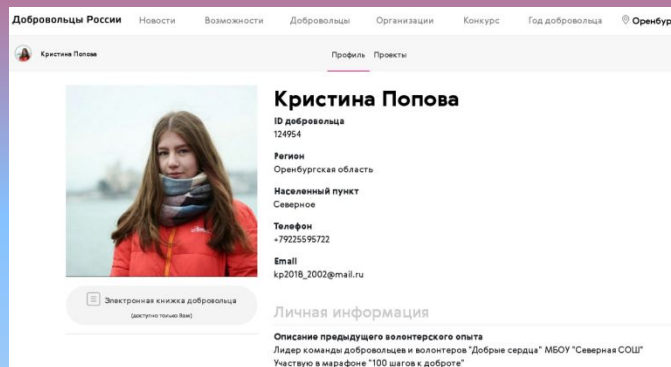 Добровольцы России Новости Возможности Добровольцы Организации Конкурс Год добровольца Оренбур
Кристина Попова Профиль Проекты
Кристина Попова
ID добровольца
124954
Регион
Оренбургская область
Населенный пункт
Северное
Телефон
+79225595722
Email
kp2018_2002@mail.ru
Электронная книжка добровольца
(доступно только Вам)
Личная информация
Описание предыдущего волонтерского опыта
Лидер команды добровольцев и волонтеров "Добрые сердца" МБОУ "Северная СОШ"
Участвую в марафоне "100 шагов к доброте"